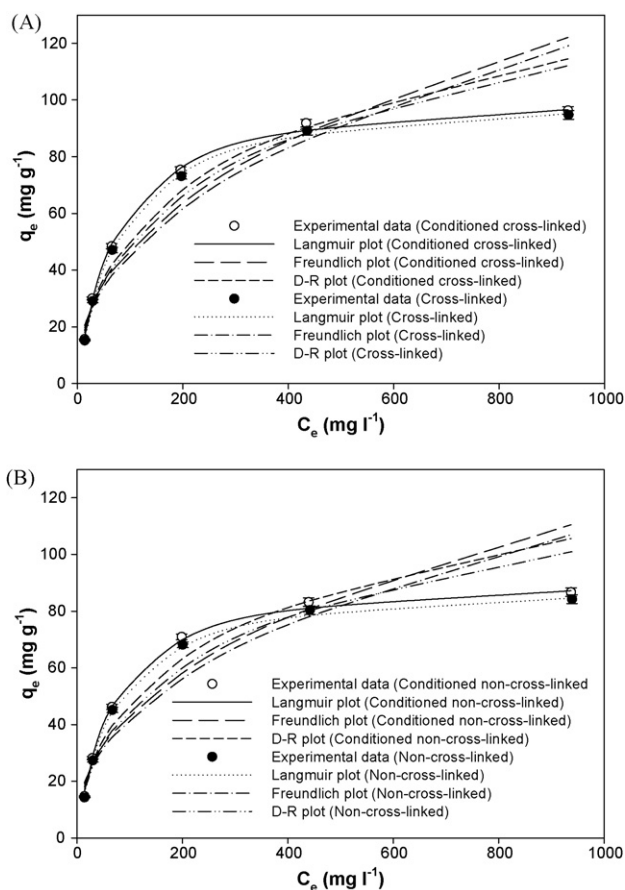 (A)
120
100
80
60
40
20
0
qe (mg g-1)
Experimental data (Conditioned cross-linked)
Langmuir plot (Conditioned cross-linked)
Freundlich plot (Conditioned cross-linked)
D-R plot (Conditioned cross-linked)
Experimental data (Cross-linked)
Langmuir plot (Cross-linked)
Freundlich plot (Cross-linked)
D-R plot (Cross-linked)
0 200 400 600 800 1000
Ce (mg l-1)
(B)
120
100
80
60
40
20
0
qe (mg g-1)
Experimental data (Conditioned non-cross-linked
Langmuir plot (Conditioned non-cross-linked)
Freundlich plot (Conditioned non-cross-linked)
D-R plot (Conditioned non-cross-linked)
Experimental data (Non-cross-linked)
Langmuir plot (Non-cross-linked)
Freundlich plot (Non-cross-linked)
D-R plot (Non-cross-linked)
0 200 400 600 800 1000
Ce (mg l-1)